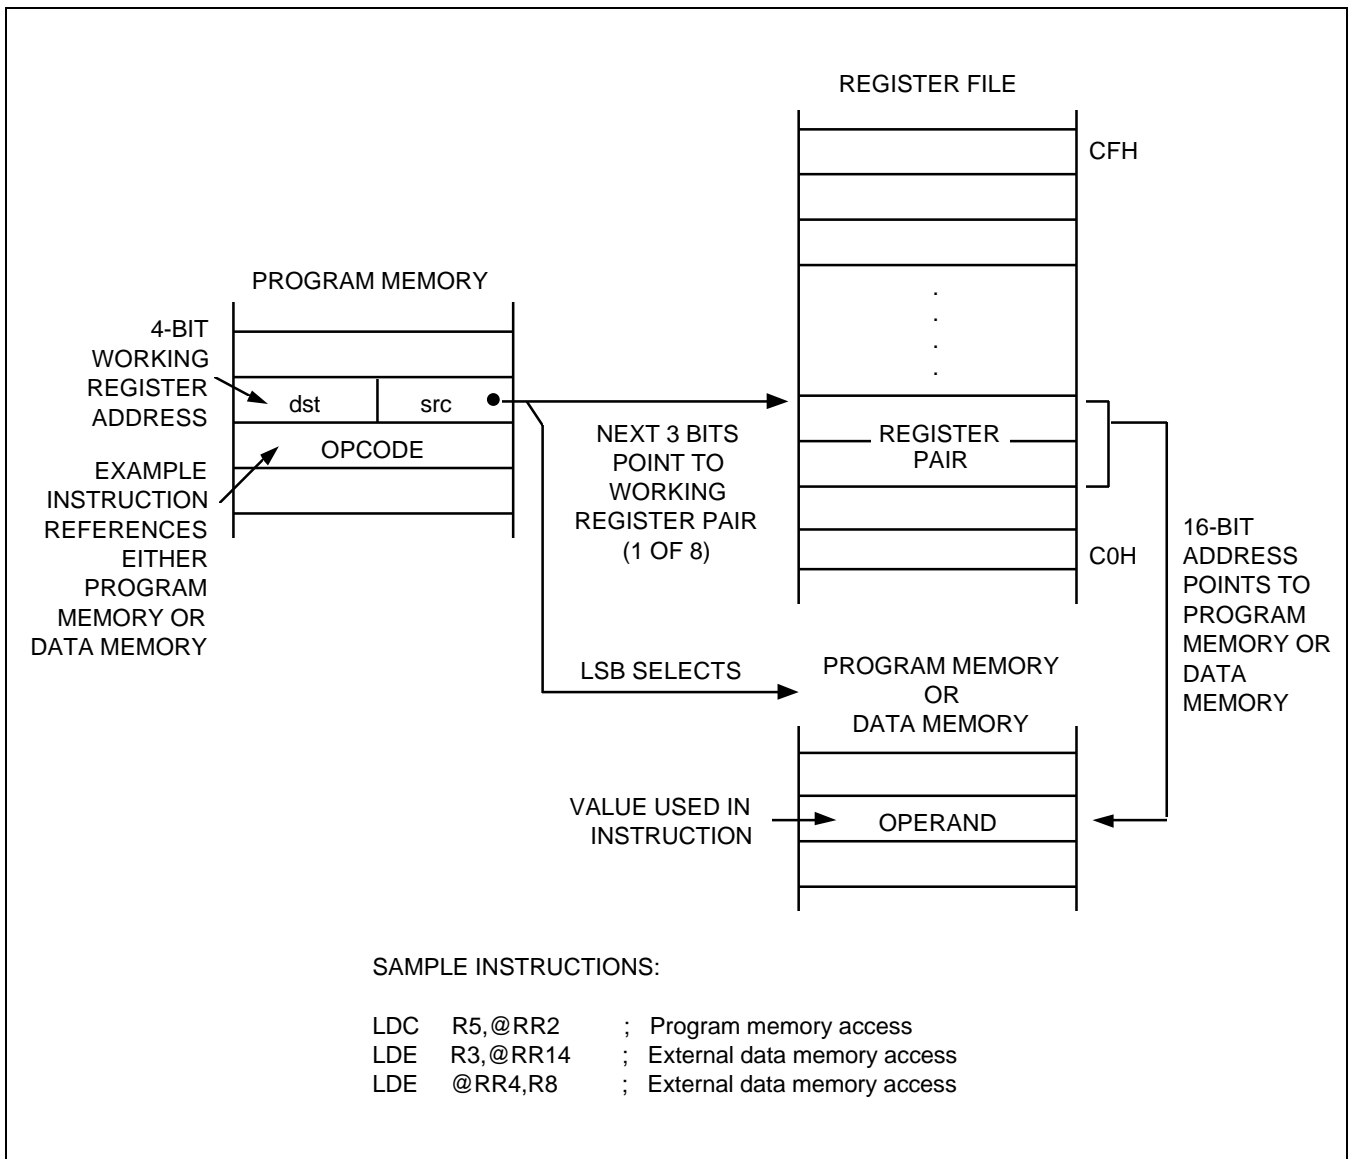 REGISTER FILE
CFH
PROGRAM MEMORY
4-BIT
WORKING
REGISTER
ADDRESS
dst
src
OPCODE
EXAMPLE
INSTRUCTION
REFERENCES
EITHER
PROGRAM
MEMORY OR
DATA MEMORY
NEXT 3 BITS
POINT TO
WORKING
REGISTER PAIR
(1 OF 8)
REGISTER
PAIR
C0H
16-BIT
ADDRESS
POINTS TO
PROGRAM
MEMORY OR
DATA
MEMORY
LSB SELECTS
PROGRAM MEMORY
OR
DATA MEMORY
VALUE USED IN
INSTRUCTION
OPERAND
SAMPLE INSTRUCTIONS:
LDC R5,@RR2 ; Program memory access
LDE R3,@RR14 ; External data memory access
LDE @RR4,R8 ; External data memory access